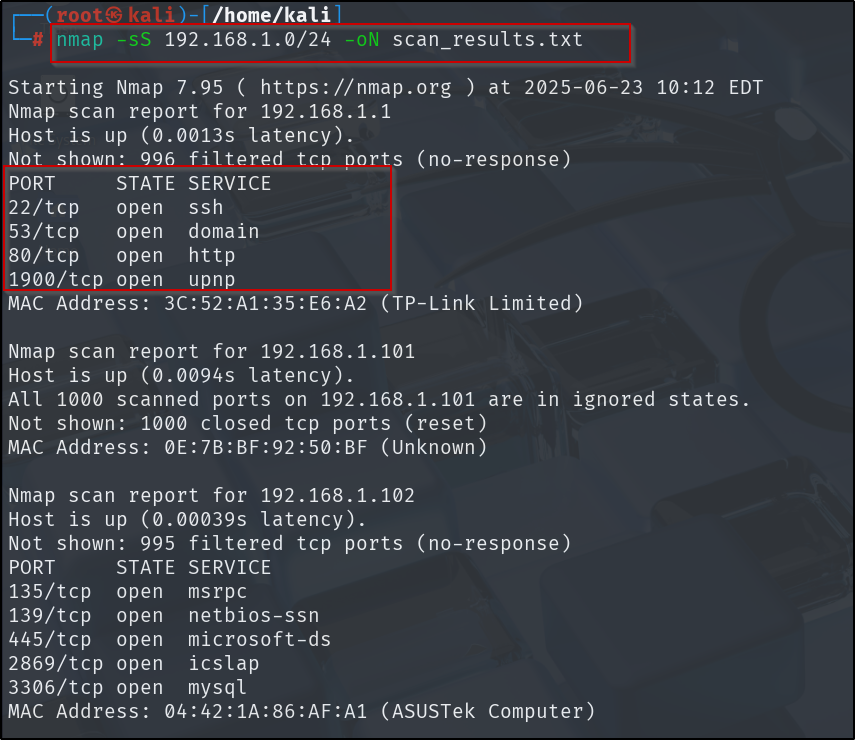 ┌──(root㉿kali)-[/home/kali]
└─# nmap -sS 192.168.1.0/24 -oN scan_results.txt
Starting Nmap 7.95 ( https://nmap.org ) at 2025-06-23 10:12 EDT
Nmap scan report for 192.168.1.1
Host is up (0.0013s latency).
Not shown: 996 filtered tcp ports (no-response)
PORT     STATE SERVICE
22/tcp   open  ssh
53/tcp   open  domain
80/tcp   open  http
1900/tcp open  upnp
MAC Address: 3C:52:A1:35:E6:A2 (TP-Link Limited)
Nmap scan report for 192.168.1.101
Host is up (0.0094s latency).
All 1000 scanned ports on 192.168.1.101 are in ignored states.
Not shown: 1000 closed tcp ports (reset)
MAC Address: 0E:7B:BF:92:50:BF (Unknown)
Nmap scan report for 192.168.1.102
Host is up (0.00039s latency).
Not shown: 995 filtered tcp ports (no-response)
PORT     STATE SERVICE
135/tcp  open  msrpc
139/tcp  open  netbios-ssn
445/tcp  open  microsoft-ds
2869/tcp open  icslap
3306/tcp open  mysql
MAC Address: 04:42:1A:86:AF:A1 (ASUSTek Computer)